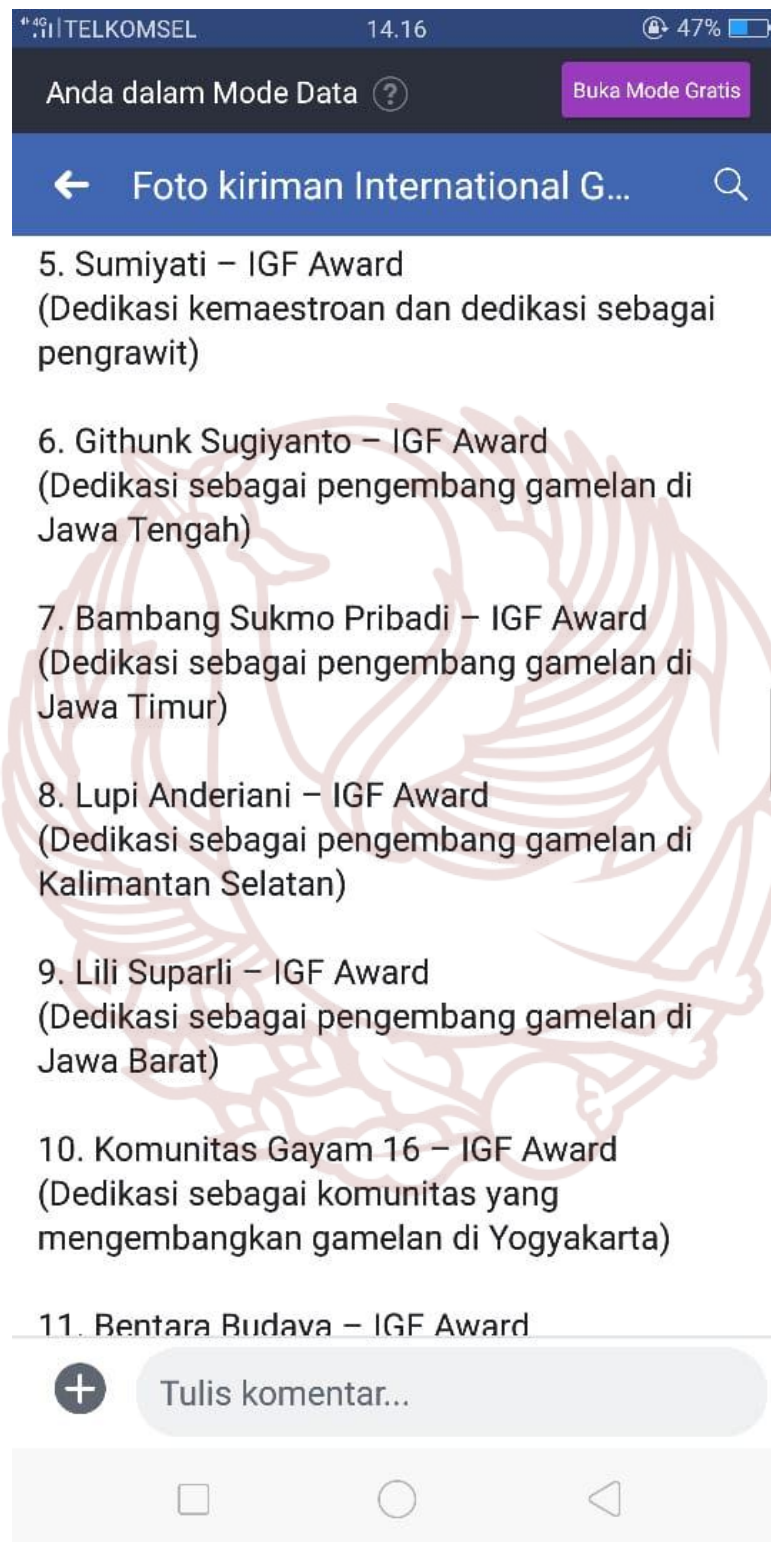 4G TELKOMSEL 14.16 47%
Anda dalam Mode Data ? Buka Mode Gratis
Foto kiriman International G...
5. Sumiyati – IGF Award
(Dedikasi kemaestroan dan dedikasi sebagai
pengrawit)
6. Githunk Sugiyanto – IGF Award
(Dedikasi sebagai pengembang gamelan di
Jawa Tengah)
7. Bambang Sukmo Pribadi – IGF Award
(Dedikasi sebagai pengembang gamelan di
Jawa Timur)
8. Lupi Anderiani – IGF Award
(Dedikasi sebagai pengembang gamelan di
Kalimantan Selatan)
9. Lili Suparli – IGF Award
(Dedikasi sebagai pengembang gamelan di
Jawa Barat)
10. Komunitas Gayam 16 – IGF Award
(Dedikasi sebagai komunitas yang
mengembangkan gamelan di Yogyakarta)
11. Bentara Budaya – IGF Award
Tulis komentar...